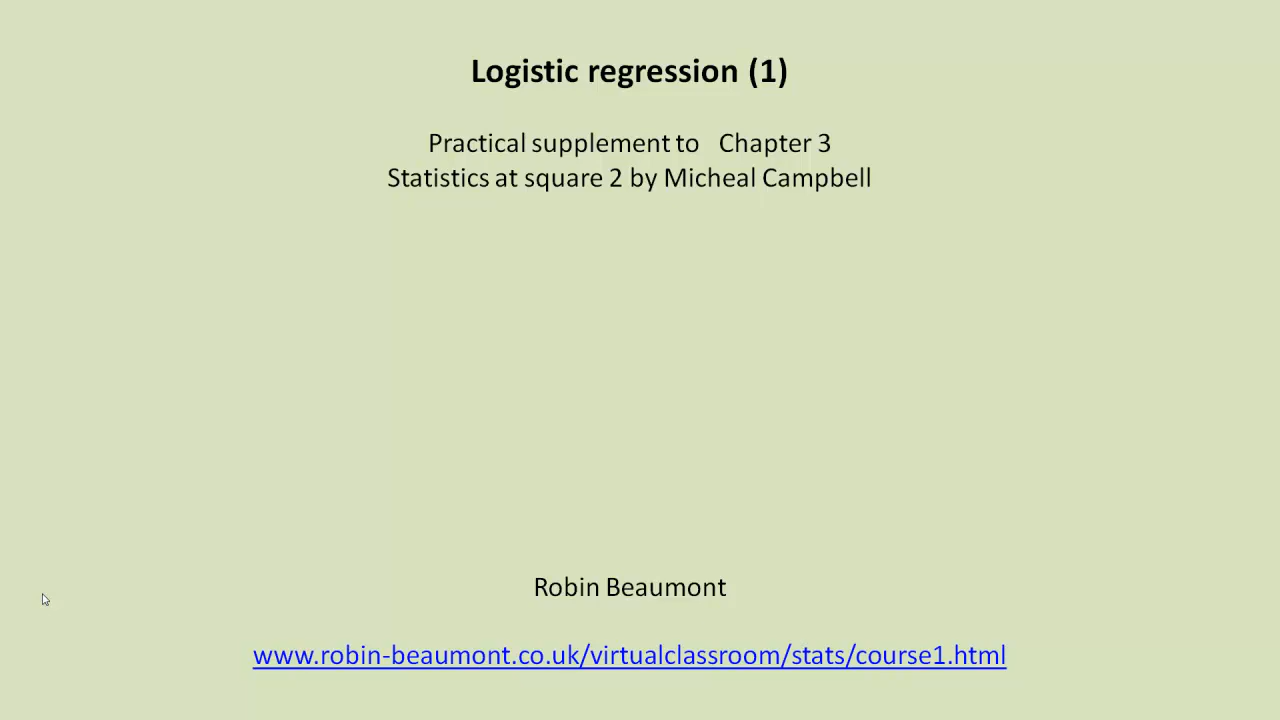 Logistic regression (1)
Practical supplement to Chapter 3
Statistics at square 2 by Micheal Campbell
Robin Beaumont
www.robin-beaumont.co.uk/virtualclassroom/stats/course1.html